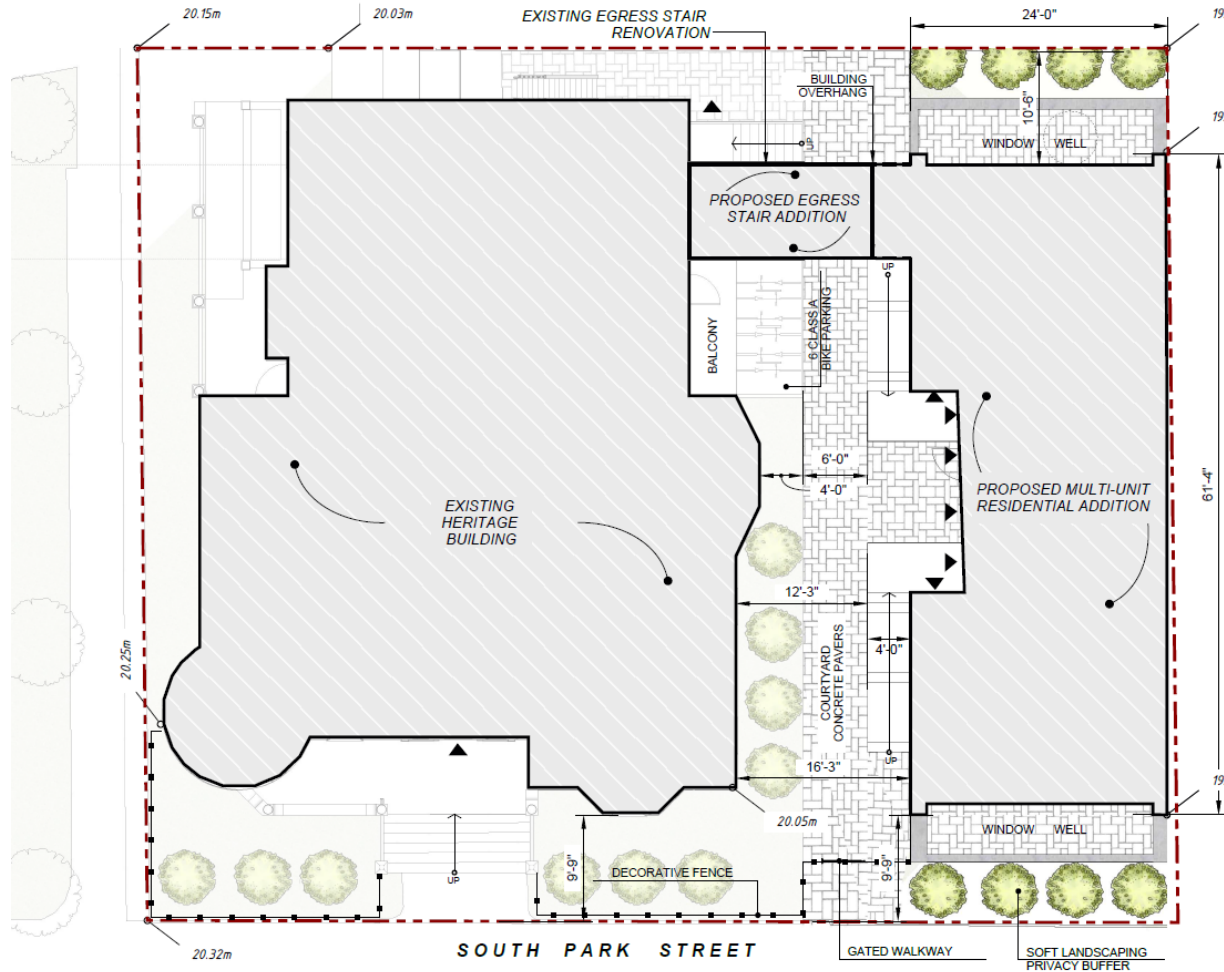 20.15m
20.03m
EXISTING EGRESS STAIR
RENOVATION
24'-0"
19
BUILDING
OVERHANG
10'-6"
19
UP
WINDOW WELL
PROPOSED EGRESS
STAIR ADDITION
UP
BALCONY
6 CLASS A
BIKE PARKING
6'-0"
4'-0"
61'-4"
EXISTING
HERITAGE
BUILDING
PROPOSED MULTI-UNIT
RESIDENTIAL ADDITION
12'-3"
20.25m
COURTYARD
CONCRETE PAVERS
4'-0"
16'-3"
UP
19
20.05m
WINDOW WELL
9'-9"
DECORATIVE FENCE
9'-9"
UP
20.32m
SOUTH PARK STREET
GATED WALKWAY
SOFT LANDSCAPING
PRIVACY BUFFER